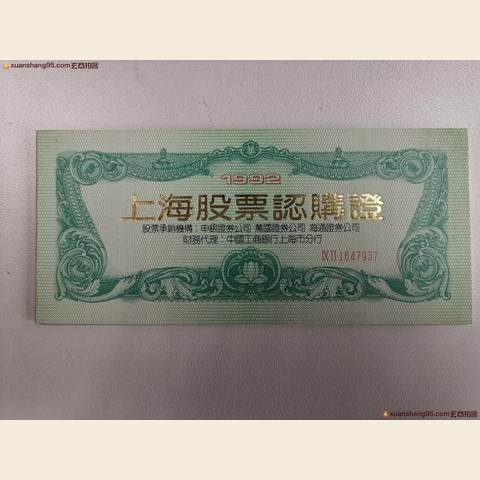 xuanshang95.com玄商拍卖
1992
上海股票認購證
股票承銷機構：申銀證券公司 萬國證券公司 海通證券公司
財務代理：中國工商銀行上海市分行
1647937
xuanshang95.com玄商拍卖